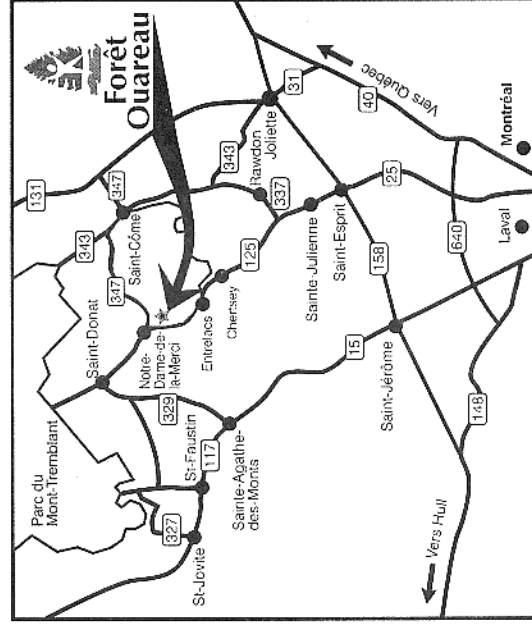 Forêt
Ouareau
131
347
343
343
31
Vers Québec
40
Joliette
Rawdon
Saint-Côme
347
337
Saint-Donat
Notre-
Dame-de-
la-Merci
Entrelacs
Chertsey
125
Sainte-Julienne
Saint-Esprit
25
Montréal
Laval
640
158
15
Saint-Jérôme
148
Vers Hull
329
Parc du
Mont-Tremblant
St-Faustin
117
Sainte-Agathe-
des-Monts
327
St-Jovite